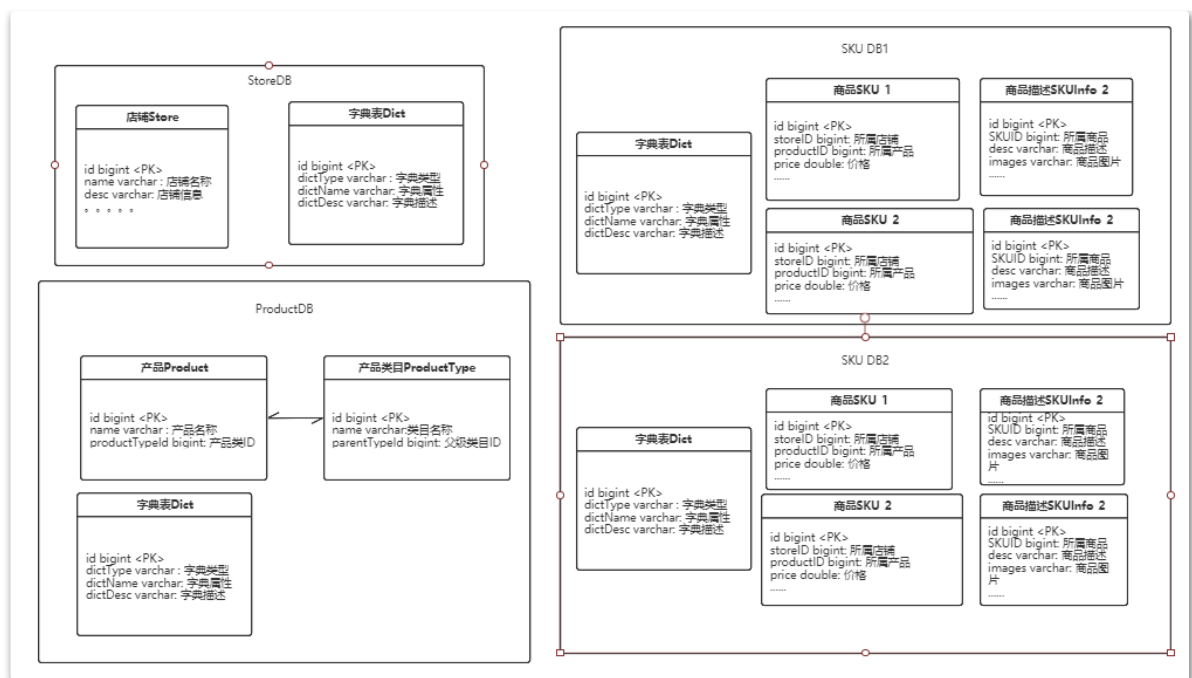 StoreDB
店铺Store
id bigint <PK>
name varchar : 店铺名称
desc varchar: 店铺信息
。。。。。
字典表Dict
id bigint <PK>
dictType varchar : 字典类型
dictName varchar: 字典属性
dictDesc varchar: 字典描述
ProductDB
产品Product
id bigint <PK>
name varchar : 产品名称
productTypeId bigint: 产品类ID
产品类目ProductType
id bigint <PK>
name varchar:类目名称
parentTypeId bigint: 父级类目ID
字典表Dict
id bigint <PK>
dictType varchar : 字典类型
dictName varchar: 字典属性
dictDesc varchar: 字典描述
SKU DB1
字典表Dict
id bigint <PK>
dictType varchar : 字典类型
dictName varchar: 字典属性
dictDesc varchar: 字典描述
商品SKU 1
id bigint <PK>
storeID bigint: 所属店铺
productID bigint: 所属产品
price double: 价格
......
商品描述SKUInfo 2
id bigint <PK>
SKUID bigint: 所属商品
desc varchar: 商品描述
images varchar: 商品图片
......
商品SKU 2
id bigint <PK>
storeID bigint: 所属店铺
productID bigint: 所属产品
price double: 价格
......
商品描述SKUInfo 2
id bigint <PK>
SKUID bigint: 所属商品
desc varchar: 商品描述
images varchar: 商品图片
......
SKU DB2
字典表Dict
id bigint <PK>
dictType varchar : 字典类型
dictName varchar: 字典属性
dictDesc varchar: 字典描述
商品SKU 1
id bigint <PK>
storeID bigint: 所属店铺
productID bigint: 所属产品
price double: 价格
......
商品描述SKUInfo 2
id bigint <PK>
SKUID bigint: 所属商品
desc varchar: 商品描述
images varchar: 商品图
片
......
商品SKU 2
id bigint <PK>
storeID bigint: 所属店铺
productID bigint: 所属产品
price double: 价格
......
商品描述SKUInfo 2
id bigint <PK>
SKUID bigint: 所属商品
desc varchar: 商品描述
images varchar: 商品图
片
......